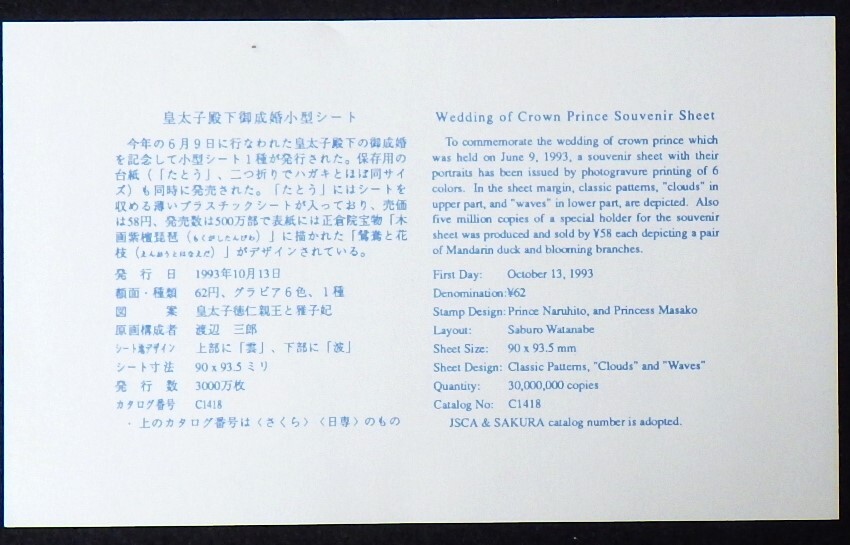 皇太子殿下御成婚小型シート
今年の6月9日に行なわれた皇太子殿下の御成婚
を記念して小型シート1種が発行された。保存用の
台紙（「たとう」、二つ折りでハガキとほぼ同サイ
ズ）も同時に発売された。「たとう」にはシートを
収める薄いプラスチックシートが入っており、売価
は58円、発売数は500万部で表紙には正倉院宝物「木
画紫檀琵琶（もくがしたんびわ）」に描かれた「鴛鴦と花
枝（えんおうとはなえだ）」がデザインされている。
発行日 1993年10月13日
額面・種類 62円、グラビア6色、1種
図案 皇太子徳仁親王と雅子妃
原画構成者 渡辺 三郎
シート地デザイン 上部に「雲」、下部に「波」
シート寸法 90 x 93.5 ミリ
発行数 3000万枚
カタログ番号 C1418
・上のカタログ番号は〈さくら〉〈日専〉のもの
Wedding of Crown Prince Souvenir Sheet
To commemorate the wedding of crown prince which
was held on June 9, 1993, a souvenir sheet with their
portraits has been issued by photogravure printing of 6
colors. In the sheet margin, classic patterns, "clouds" in
upper part, and "waves" in lower part, are depicted. Also
five million copies of a special holder for the souvenir
sheet was produced and sold by ¥58 each depicting a pair
of Mandarin duck and blooming branches.
First Day: October 13, 1993
Denomination:¥62
Stamp Design: Prince Naruhito, and Princess Masako
Layout: Saburo Watanabe
Sheet Size: 90 x 93.5 mm
Sheet Design: Classic Patterns, "Clouds" and "Waves"
Quantity: 30,000,000 copies
Catalog No: C1418
JSCA & SAKURA catalog number is adopted.